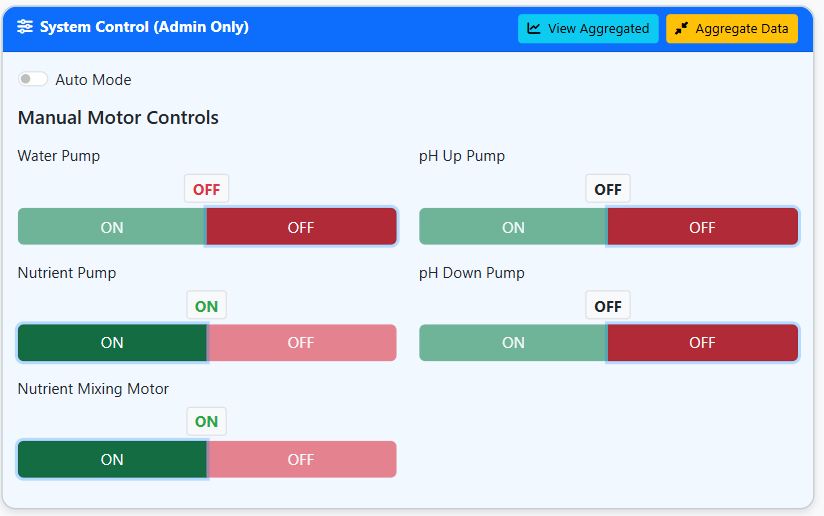 System Control (Admin Only)
View Aggregated
Aggregate Data
Auto Mode
Manual Motor Controls
Water Pump
OFF
ON
OFF
pH Up Pump
OFF
ON
OFF
Nutrient Pump
ON
ON
OFF
pH Down Pump
OFF
ON
OFF
Nutrient Mixing Motor
ON
ON
OFF